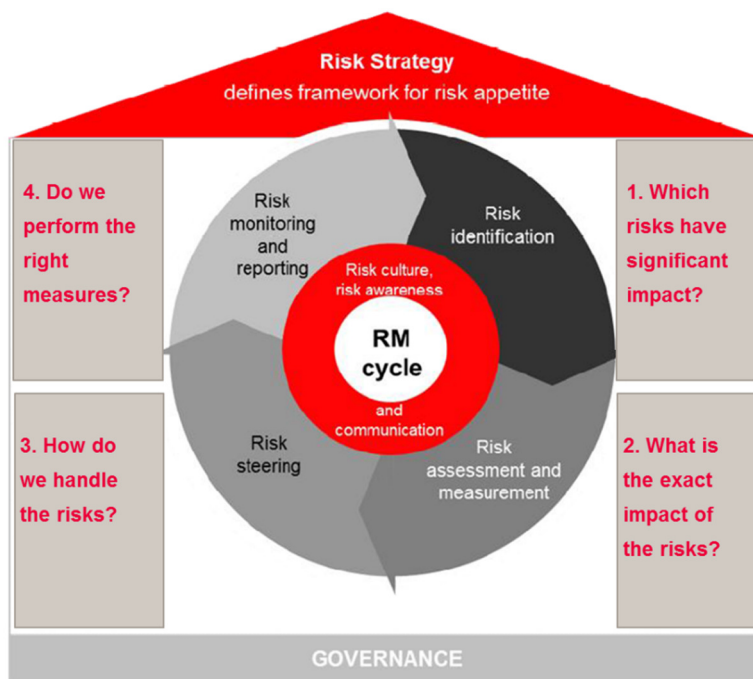 Risk Strategy
defines framework for risk appetite
4. Do we
perform the
right
measures?
Risk
monitoring
and
reporting
Risk
identification
1. Which
risks have
significant
impact?
Risk culture,
risk awareness
RM
cycle
and
communication
3. How do
we handle
the risks?
Risk
steering
Risk
assessment and
measurement
2. What is
the exact
impact of
the risks?
GOVERNANCE